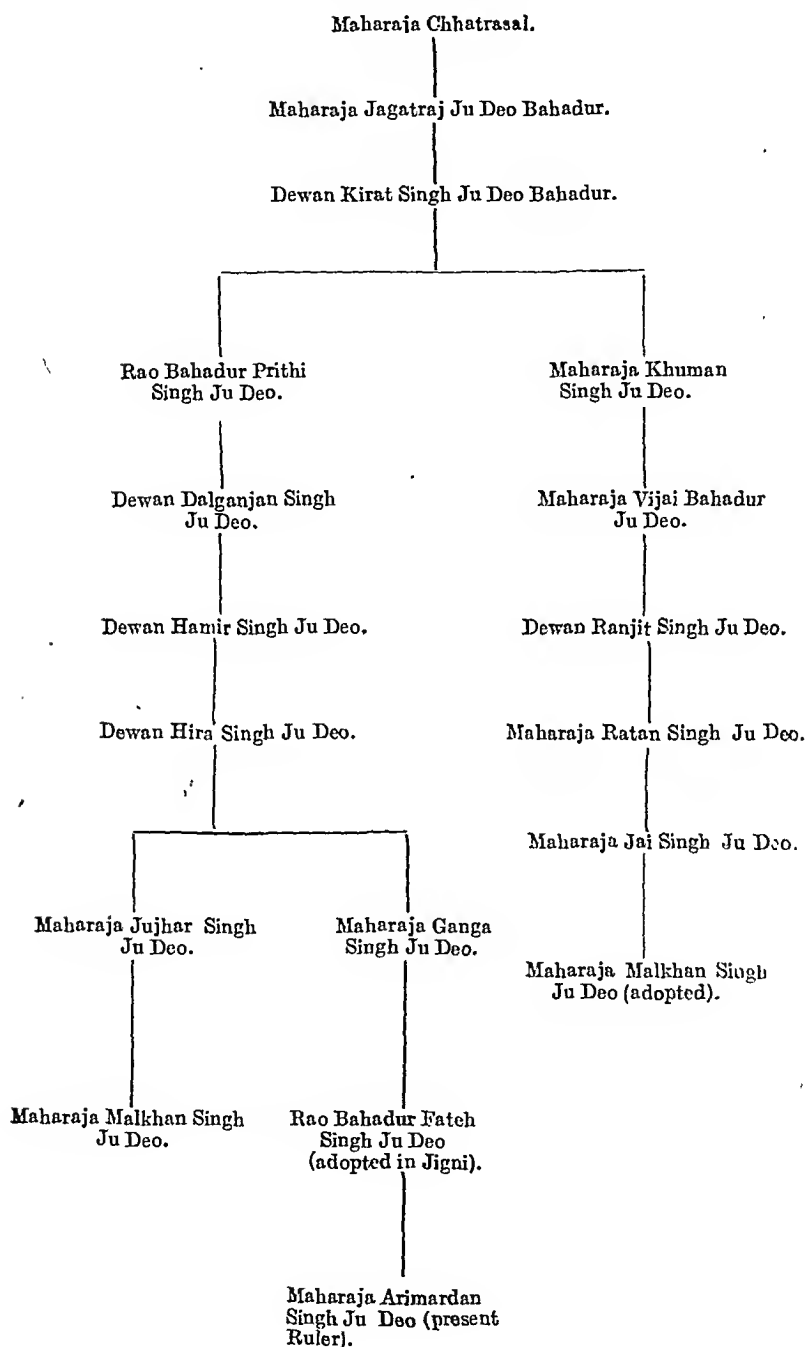 Maharaja Chhatrasal.
Maharaja Jagatraj Ju Deo Bahadur.
Dewan Kirat Singh Ju Deo Bahadur.
Rao Bahadur Prithi
Singh Ju Deo.
Maharaja Khuman
Singh Ju Deo.
Dewan Dalganjan Singh
Ju Deo.
Maharaja Vijai Bahadur
Ju Deo.
Dewan Hamir Singh Ju Deo.
Dewan Ranjit Singh Ju Deo.
Dewan Hira Singh Ju Deo.
Maharaja Ratan Singh Ju Deo.
Maharaja Jai Singh Ju Deo.
Maharaja Jujhar Singh
Ju Deo.
Maharaja Ganga
Singh Ju Deo.
Maharaja Malkhan Singh
Ju Deo (adopted).
Maharaja Malkhan Singh
Ju Deo.
Rao Bahadur Fateh
Singh Ju Deo
(adopted in Jigni).
Maharaja Arimardan
Singh Ju Deo (present
Ruler).